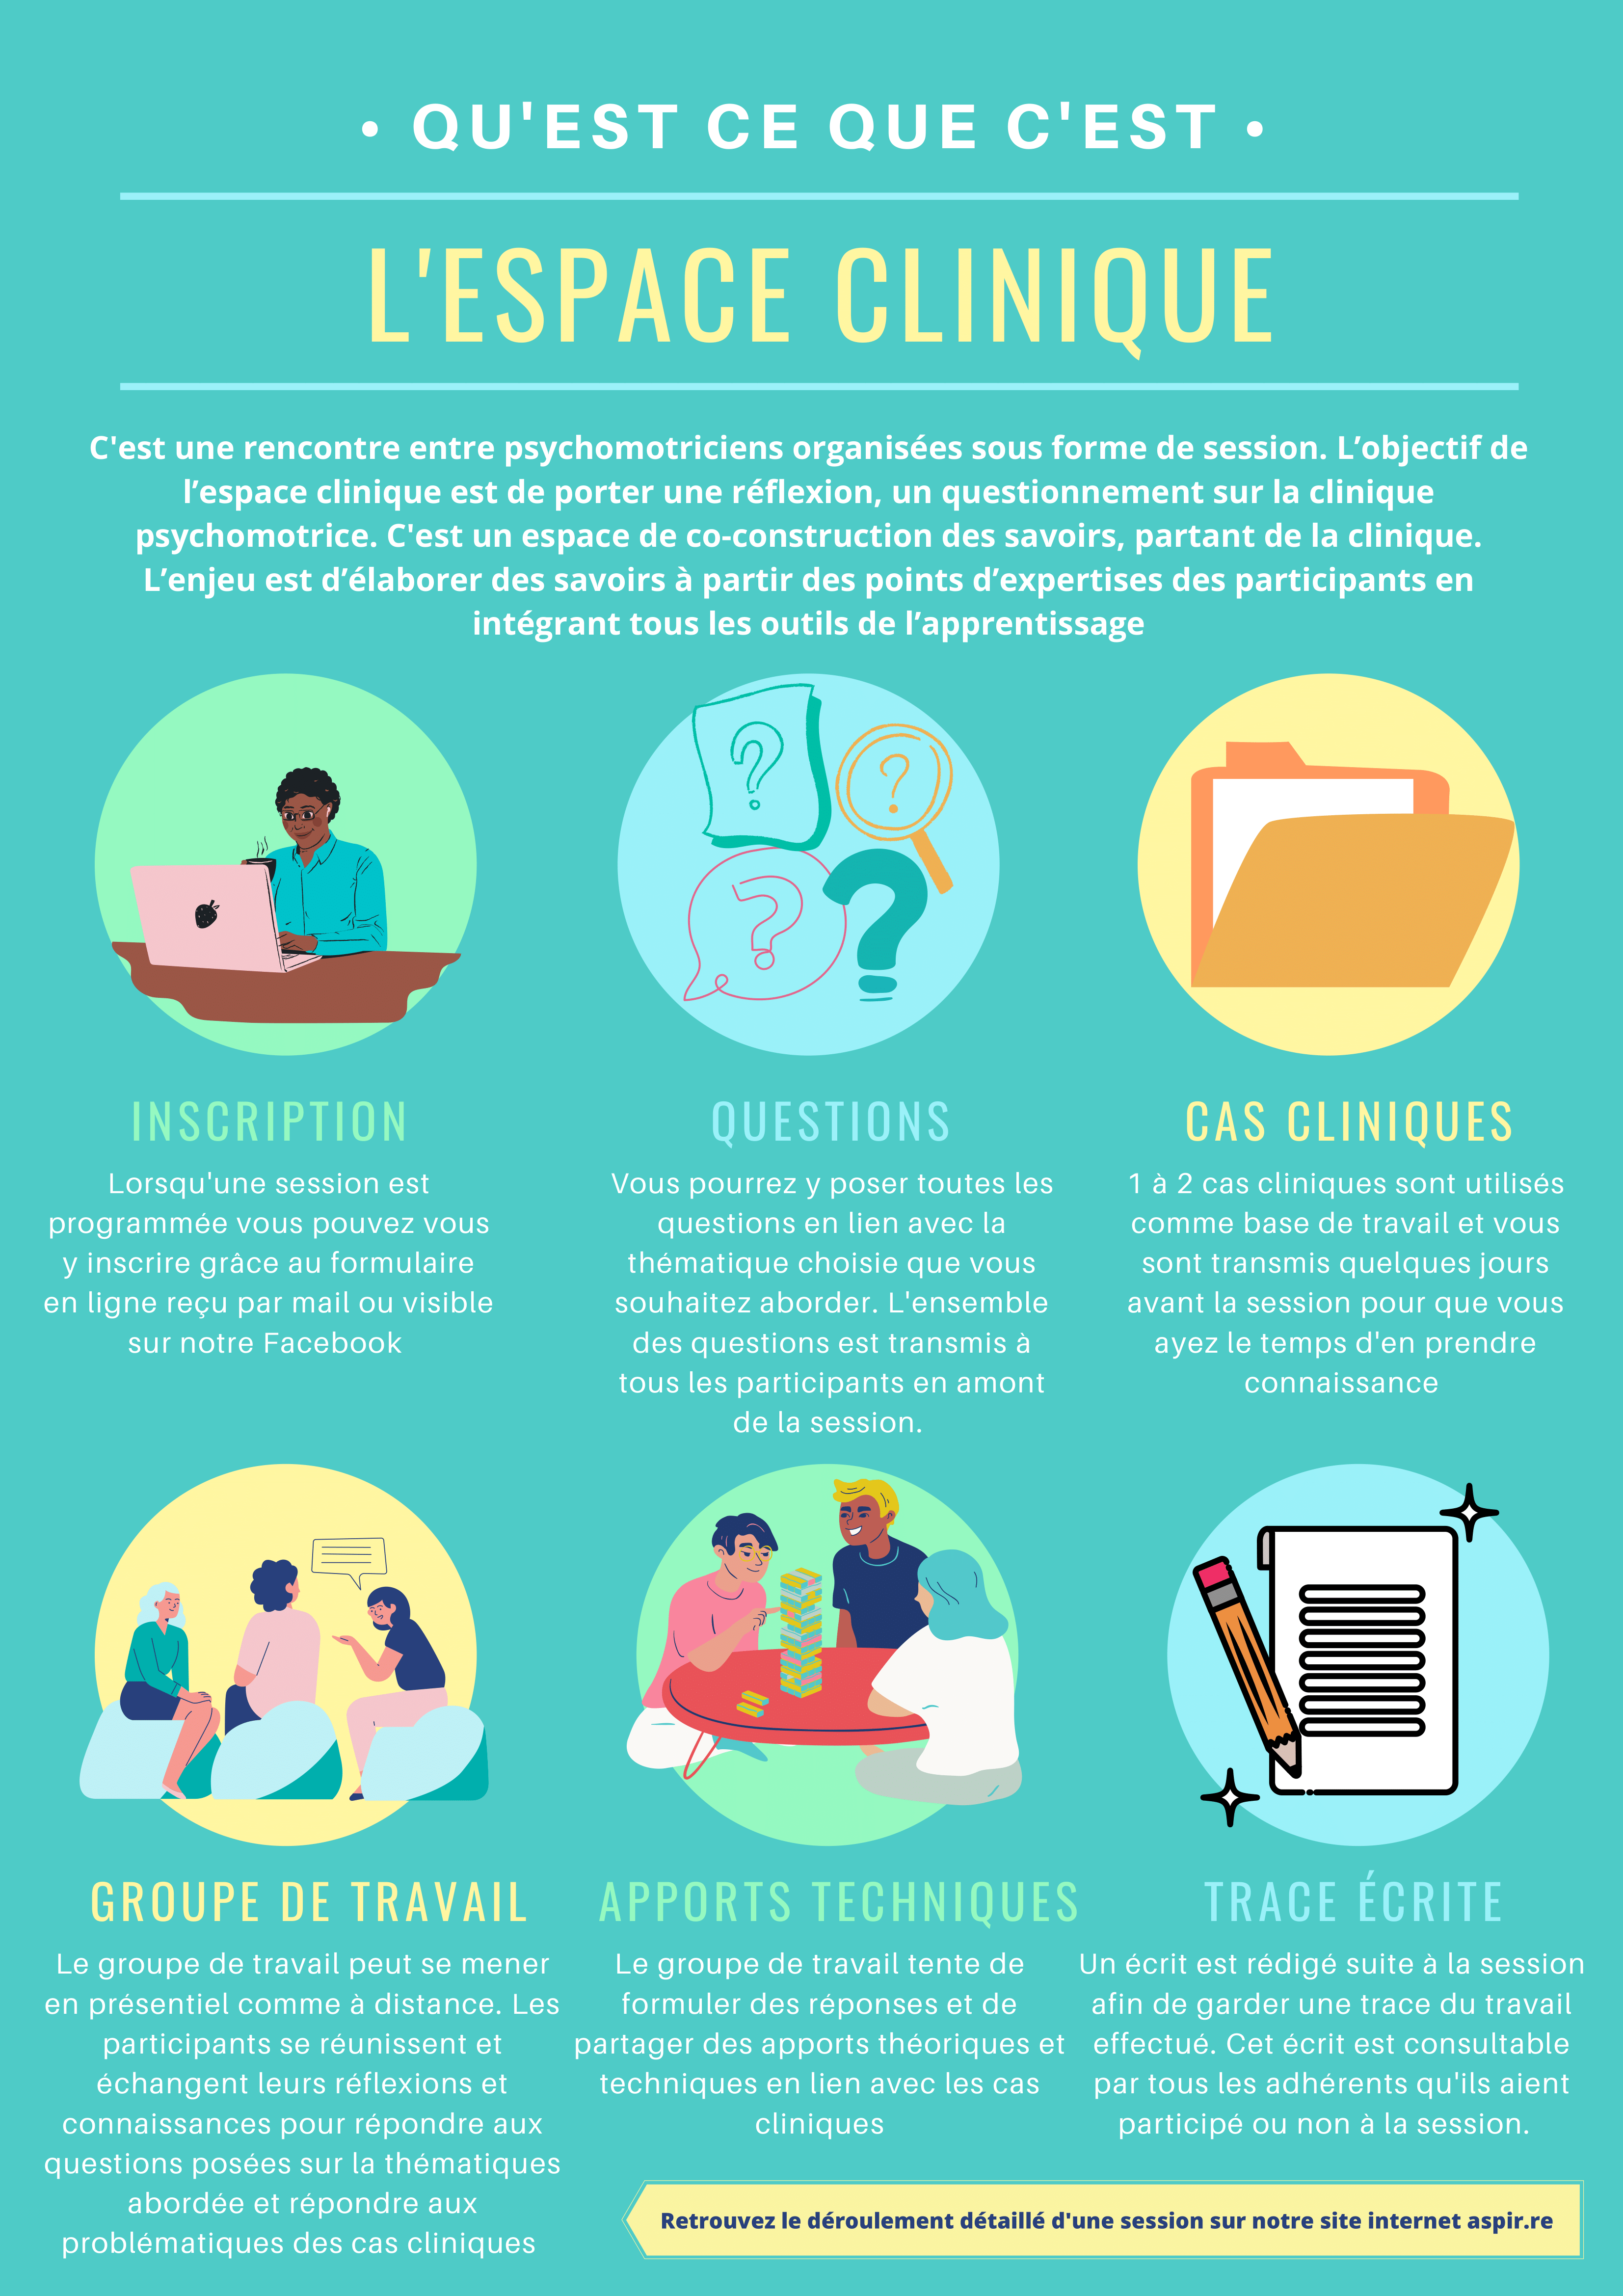 • QU'EST CE QUE C'EST •
L'ESPACE CLINIQUE
C'est une rencontre entre psychomotriciens organisées sous forme de session. L’objectif de
l’espace clinique est de porter une réflexion, un questionnement sur la clinique
psychomotrice. C'est un espace de co-construction des savoirs, partant de la clinique.
L’enjeu est d’élaborer des savoirs à partir des points d’expertises des participants en
intégrant tous les outils de l’apprentissage
?
?
?
?
INSCRIPTION
Lorsqu'une session est
programmée vous pouvez vous
y inscrire grâce au formulaire
en ligne reçu par mail ou visible
sur notre Facebook
QUESTIONS
Vous pourrez y poser toutes les
questions en lien avec la
thématique choisie que vous
souhaitez aborder. L'ensemble
des questions est transmis à
tous les participants en amont
de la session.
CAS CLINIQUES
1 à 2 cas cliniques sont utilisés
comme base de travail et vous
sont transmis quelques jours
avant la session pour que vous
ayez le temps d'en prendre
connaissance
GROUPE DE TRAVAIL
Le groupe de travail peut se mener
en présentiel comme à distance. Les
participants se réunissent et
échangent leurs réflexions et
connaissances pour répondre aux
questions posées sur la thématiques
abordée et répondre aux
problématiques des cas cliniques
APPORTS TECHNIQUES
Le groupe de travail tente de
formuler des réponses et de
partager des apports théoriques et
techniques en lien avec les cas
cliniques
TRACE ÉCRITE
Un écrit est rédigé suite à la session
afin de garder une trace du travail
effectué. Cet écrit est consultable
par tous les adhérents qu'ils aient
participé ou non à la session.
Retrouvez le déroulement détaillé d'une session sur notre site internet aspir.re